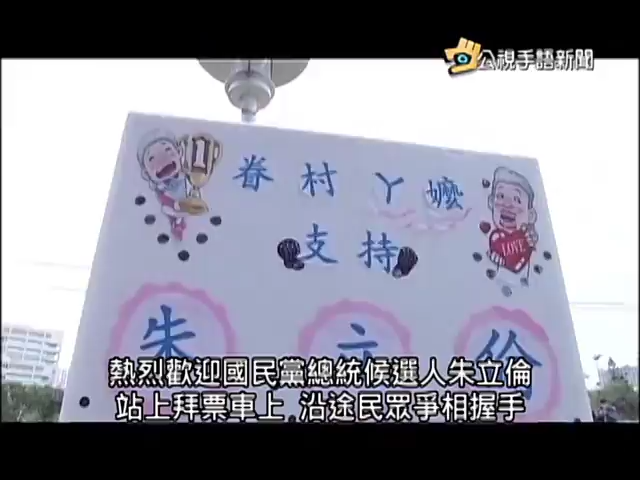 公視手語新聞
1
眷村丫嬤
支持
LOVE
朱立倫
熱烈歡迎國民黨總統候選人朱立倫
站上拜票車上 沿途民眾爭相握手